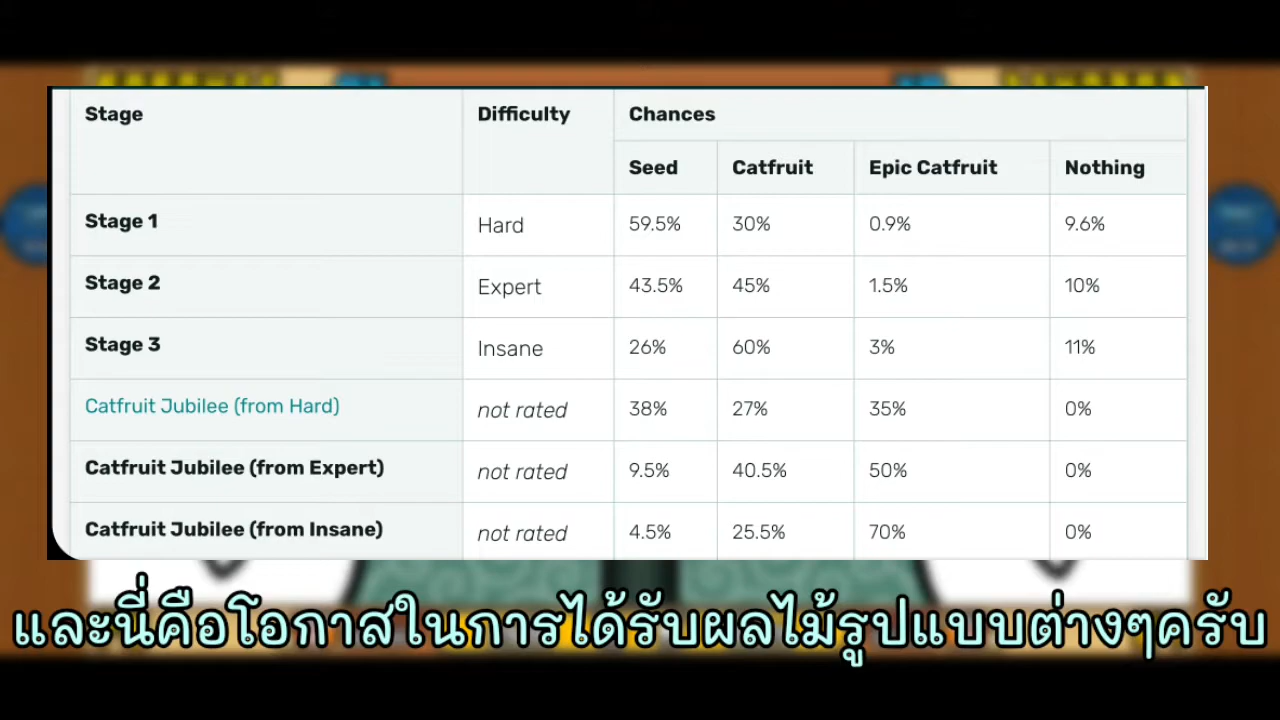 Stage Difficulty Chances
Seed Catfruit Epic Catfruit Nothing
Stage 1 Hard 59.5% 30% 0.9% 9.6%
Stage 2 Expert 43.5% 45% 1.5% 10%
Stage 3 Insane 26% 60% 3% 11%
Catfruit Jubilee (from Hard) not rated 38% 27% 35% 0%
Catfruit Jubilee (from Expert) not rated 9.5% 40.5% 50% 0%
Catfruit Jubilee (from Insane) not rated 4.5% 25.5% 70% 0%
และนี่คือโอกาสในการได้รับผลไม้รูปแบบต่างๆครับ